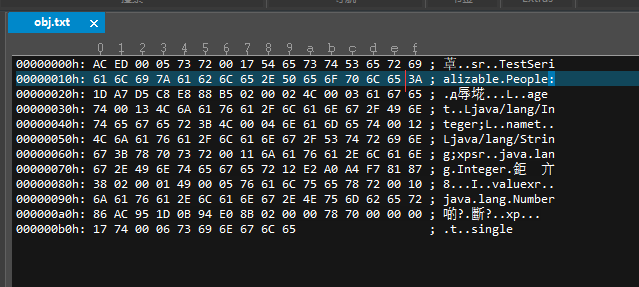 obj.txt
0 1 2 3 4 5 6 7 8 9 a b c d e f
00000000h: AC ED 00 05 73 72 00 17 54 65 73 74 53 65 72 69 ; ..sr..TestSeri
00000010h: 61 6C 69 7A 61 62 6C 65 2E 50 65 6F 70 6C 65 3A ; alizable.People:
00000020h: 1D A7 D5 C8 E8 88 B5 02 00 02 4C 00 03 61 67 65 ; .д辱垅...L..age
00000030h: 74 00 13 4C 6A 61 76 61 2F 6C 61 6E 67 2F 49 6E ; t..Ljava/lang/In
00000040h: 74 65 67 65 72 3B 4C 00 04 6E 61 6D 65 74 00 12 ; teger;L..namet..
00000050h: 4C 6A 61 76 61 2F 6C 61 6E 67 2F 53 74 72 69 6E ; Ljava/lang/Strin
00000060h: 67 3B 78 70 73 72 00 11 6A 61 76 61 2E 6C 61 6E ; g;xpsr..java.lan
00000070h: 67 2E 49 6E 74 65 67 65 72 12 E2 A0 A4 F7 81 87 ; g.Integer.
00000080h: 38 02 00 01 49 00 05 76 61 6C 75 65 78 72 00 10 ; 8...I..valuexr..
00000090h: 6A 61 76 61 2E 6C 61 6E 67 2E 4E 75 6D 62 65 72 ; java.lang.Number
000000a0h: 86 AC 95 1D 0B 94 E0 8B 02 00 00 78 70 00 00 00 ; 啲?.斷?..xp...
000000b0h: 17 74 00 06 73 69 6E 67 6C 65 ; .t..single